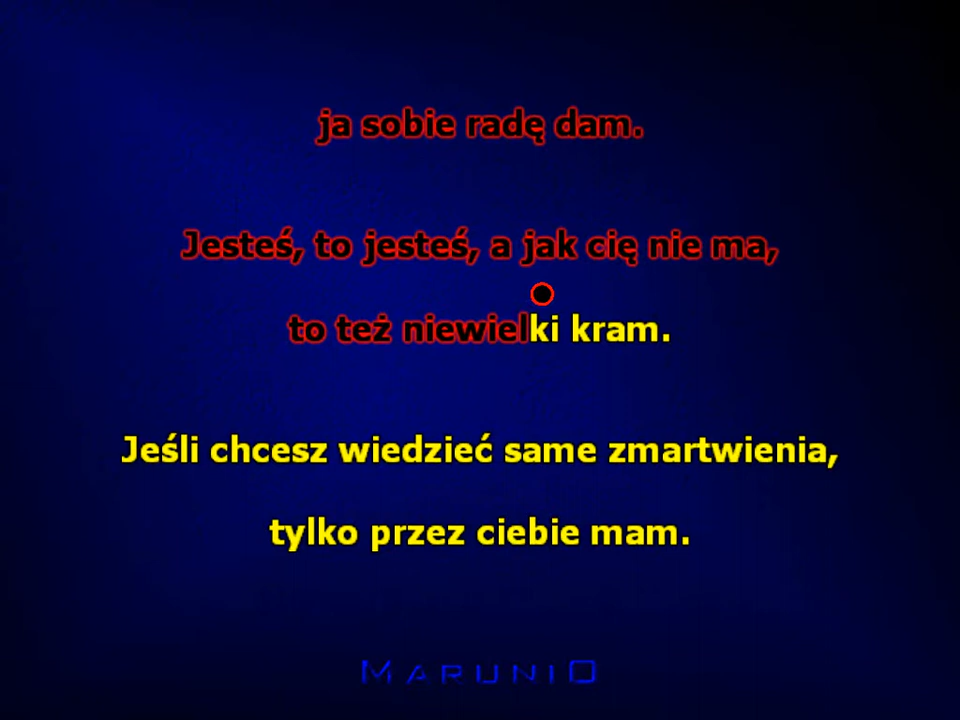 ja sobie radę dam.
Jesteś, to jesteś, a jak cię nie ma,
to też niewielki kram.
Jeśli chcesz wiedzieć same zmartwienia,
tylko przez ciebie mam.
MARUNIO